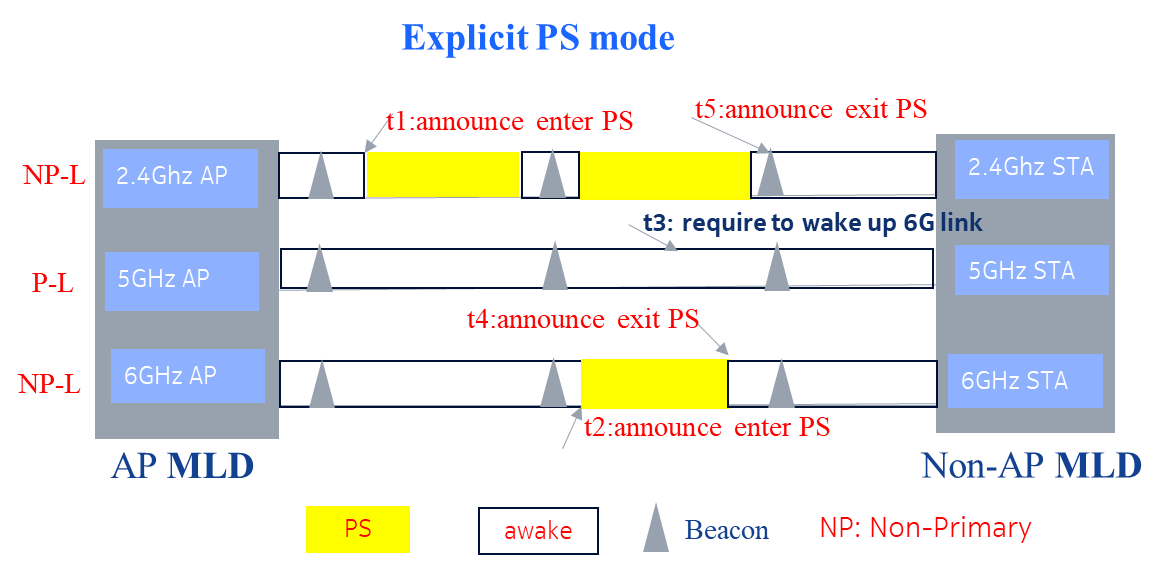 Explicit PS mode
t1:announce enter PS
t5:announce exit PS
NP-L
2.4Ghz AP
2.4Ghz STA
t3: require to wake up 6G link
P-L
5GHz AP
5GHz STA
t4:announce exit PS
NP-L
6GHz AP
6GHz STA
t2:announce enter PS
AP MLD
Non-AP MLD
PS
awake
Beacon
NP: Non-Primary